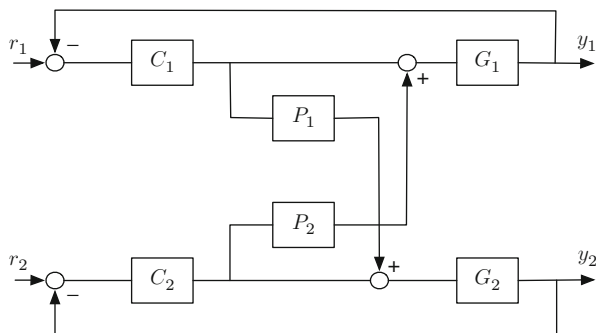 r₁ − C₁ + G₁ y₁
P₁
P₂
r₂ − C₂ + G₂ y₂